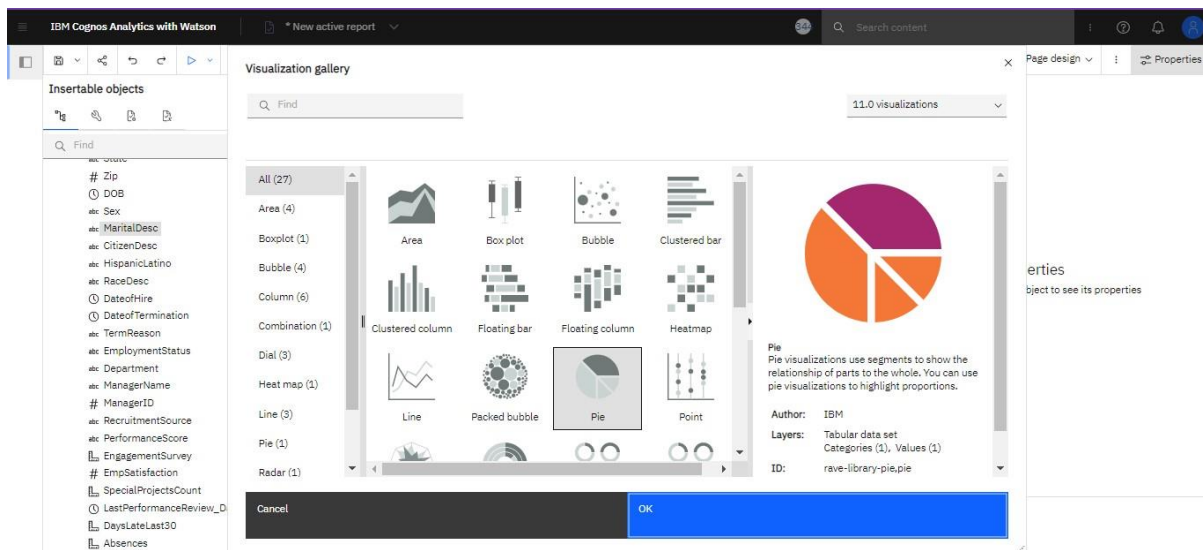 IBM Cognos Analytics with Watson
* New active report
Search content
Page design
Properties
Insertable objects
Find
State
Zip
DOB
abc Sex
abc MaritalDesc
abc CitizenDesc
abc HispanicLatino
abc RaceDesc
DateofHire
DateofTermination
abc TermReason
abc EmploymentStatus
abc Department
abc ManagerName
# ManagerID
abc RecruitmentSource
abc PerformanceScore
EngagementSurvey
# EmpSatisfaction
SpecialProjectsCount
LastPerformanceReview_D
DaysLateLast30
Absences
Visualization gallery
Find
11.0 visualizations
All (27)
Area (4)
Boxplot (1)
Bubble (4)
Column (6)
Combination (1)
Dial (3)
Heat map (1)
Line (3)
Pie (1)
Radar (1)
Area
Box plot
Bubble
Clustered bar
Clustered column
Floating bar
Floating column
Heatmap
Line
Packed bubble
Pie
Point
Pie
Pie visualizations use segments to show the
relationship of parts to the whole. You can use
pie visualizations to highlight proportions.
Author: IBM
Layers: Tabular data set
Categories (1), Values (1)
ID: rave-library-pie,pie
Cancel
OK
erties
bject to see its properties